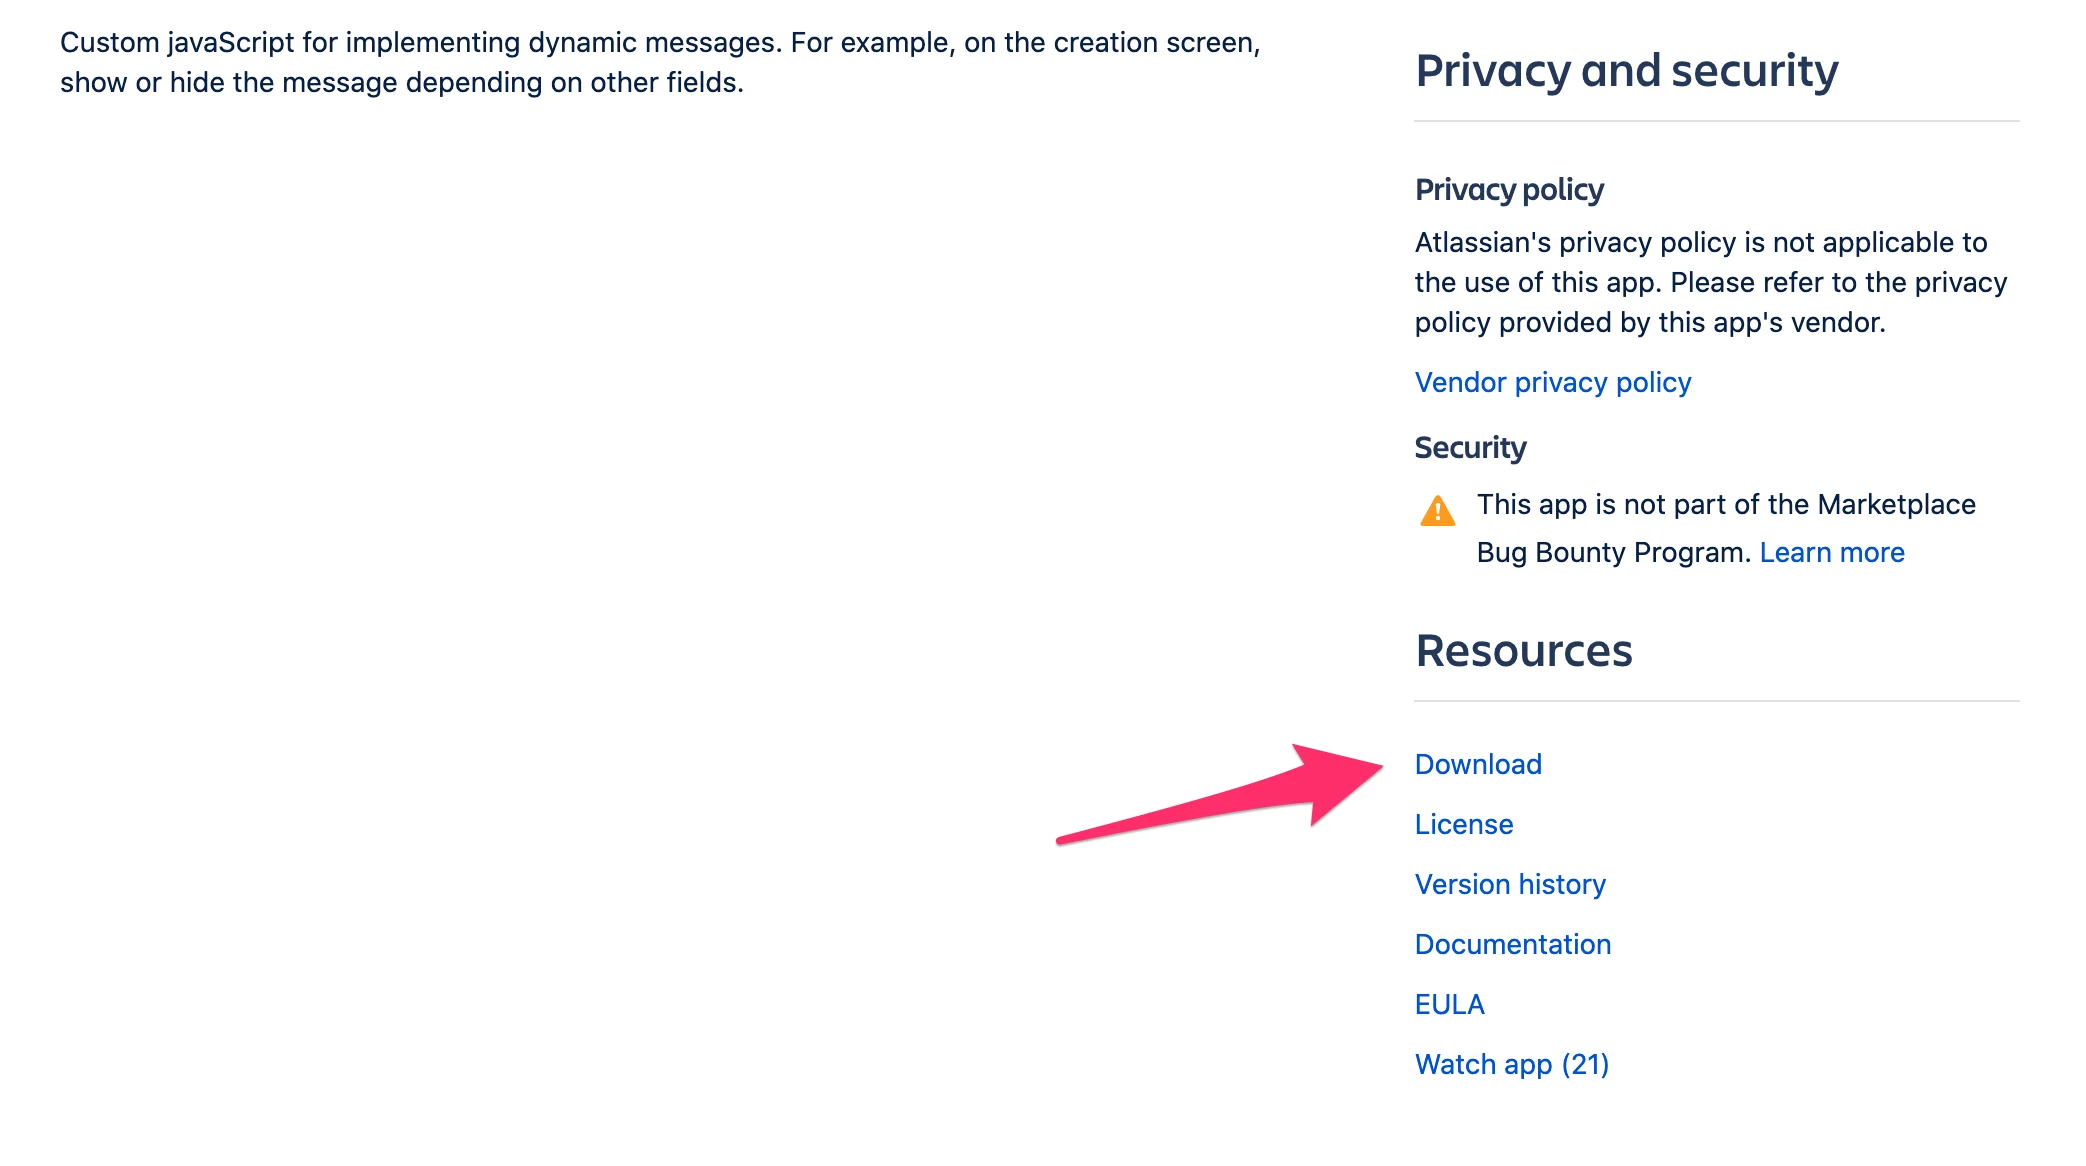 Custom javaScript for implementing dynamic messages. For example, on the creation screen,
show or hide the message depending on other fields.
Privacy and security
Privacy policy
Atlassian's privacy policy is not applicable to
the use of this app. Please refer to the privacy
policy provided by this app's vendor.
Vendor privacy policy
Security
This app is not part of the Marketplace
Bug Bounty Program. Learn more
Resources
Download
License
Version history
Documentation
EULA
Watch app (21)